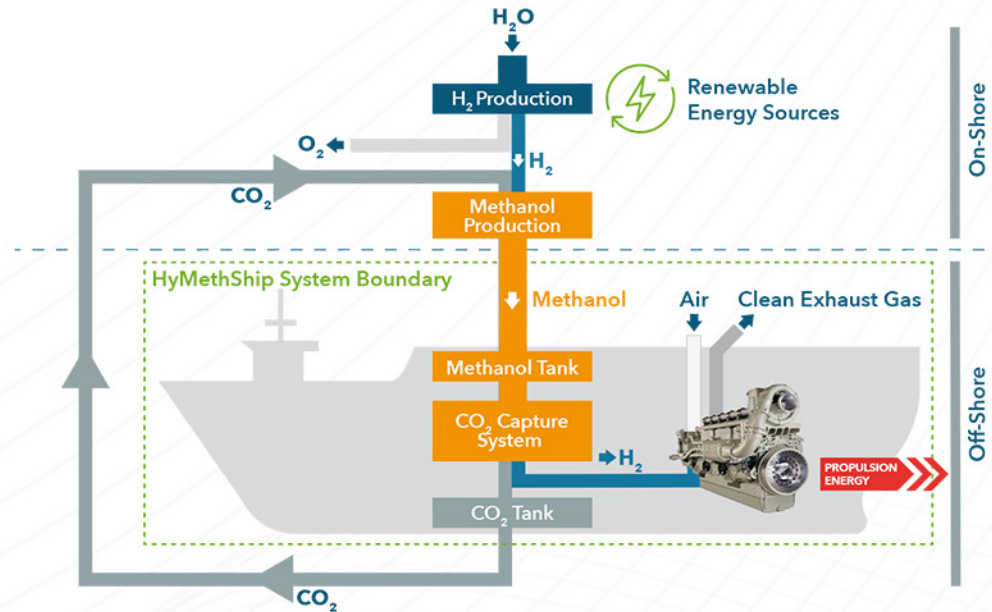 H₂O
H₂ Production
Renewable
Energy Sources
O₂
H₂
CO₂
Methanol
Production
On-Shore
HyMethShip System Boundary
Methanol
Air
Clean Exhaust Gas
Methanol Tank
CO₂ Capture
System
H₂
PROPULSION
ENERGY
CO₂ Tank
Off-Shore
CO₂